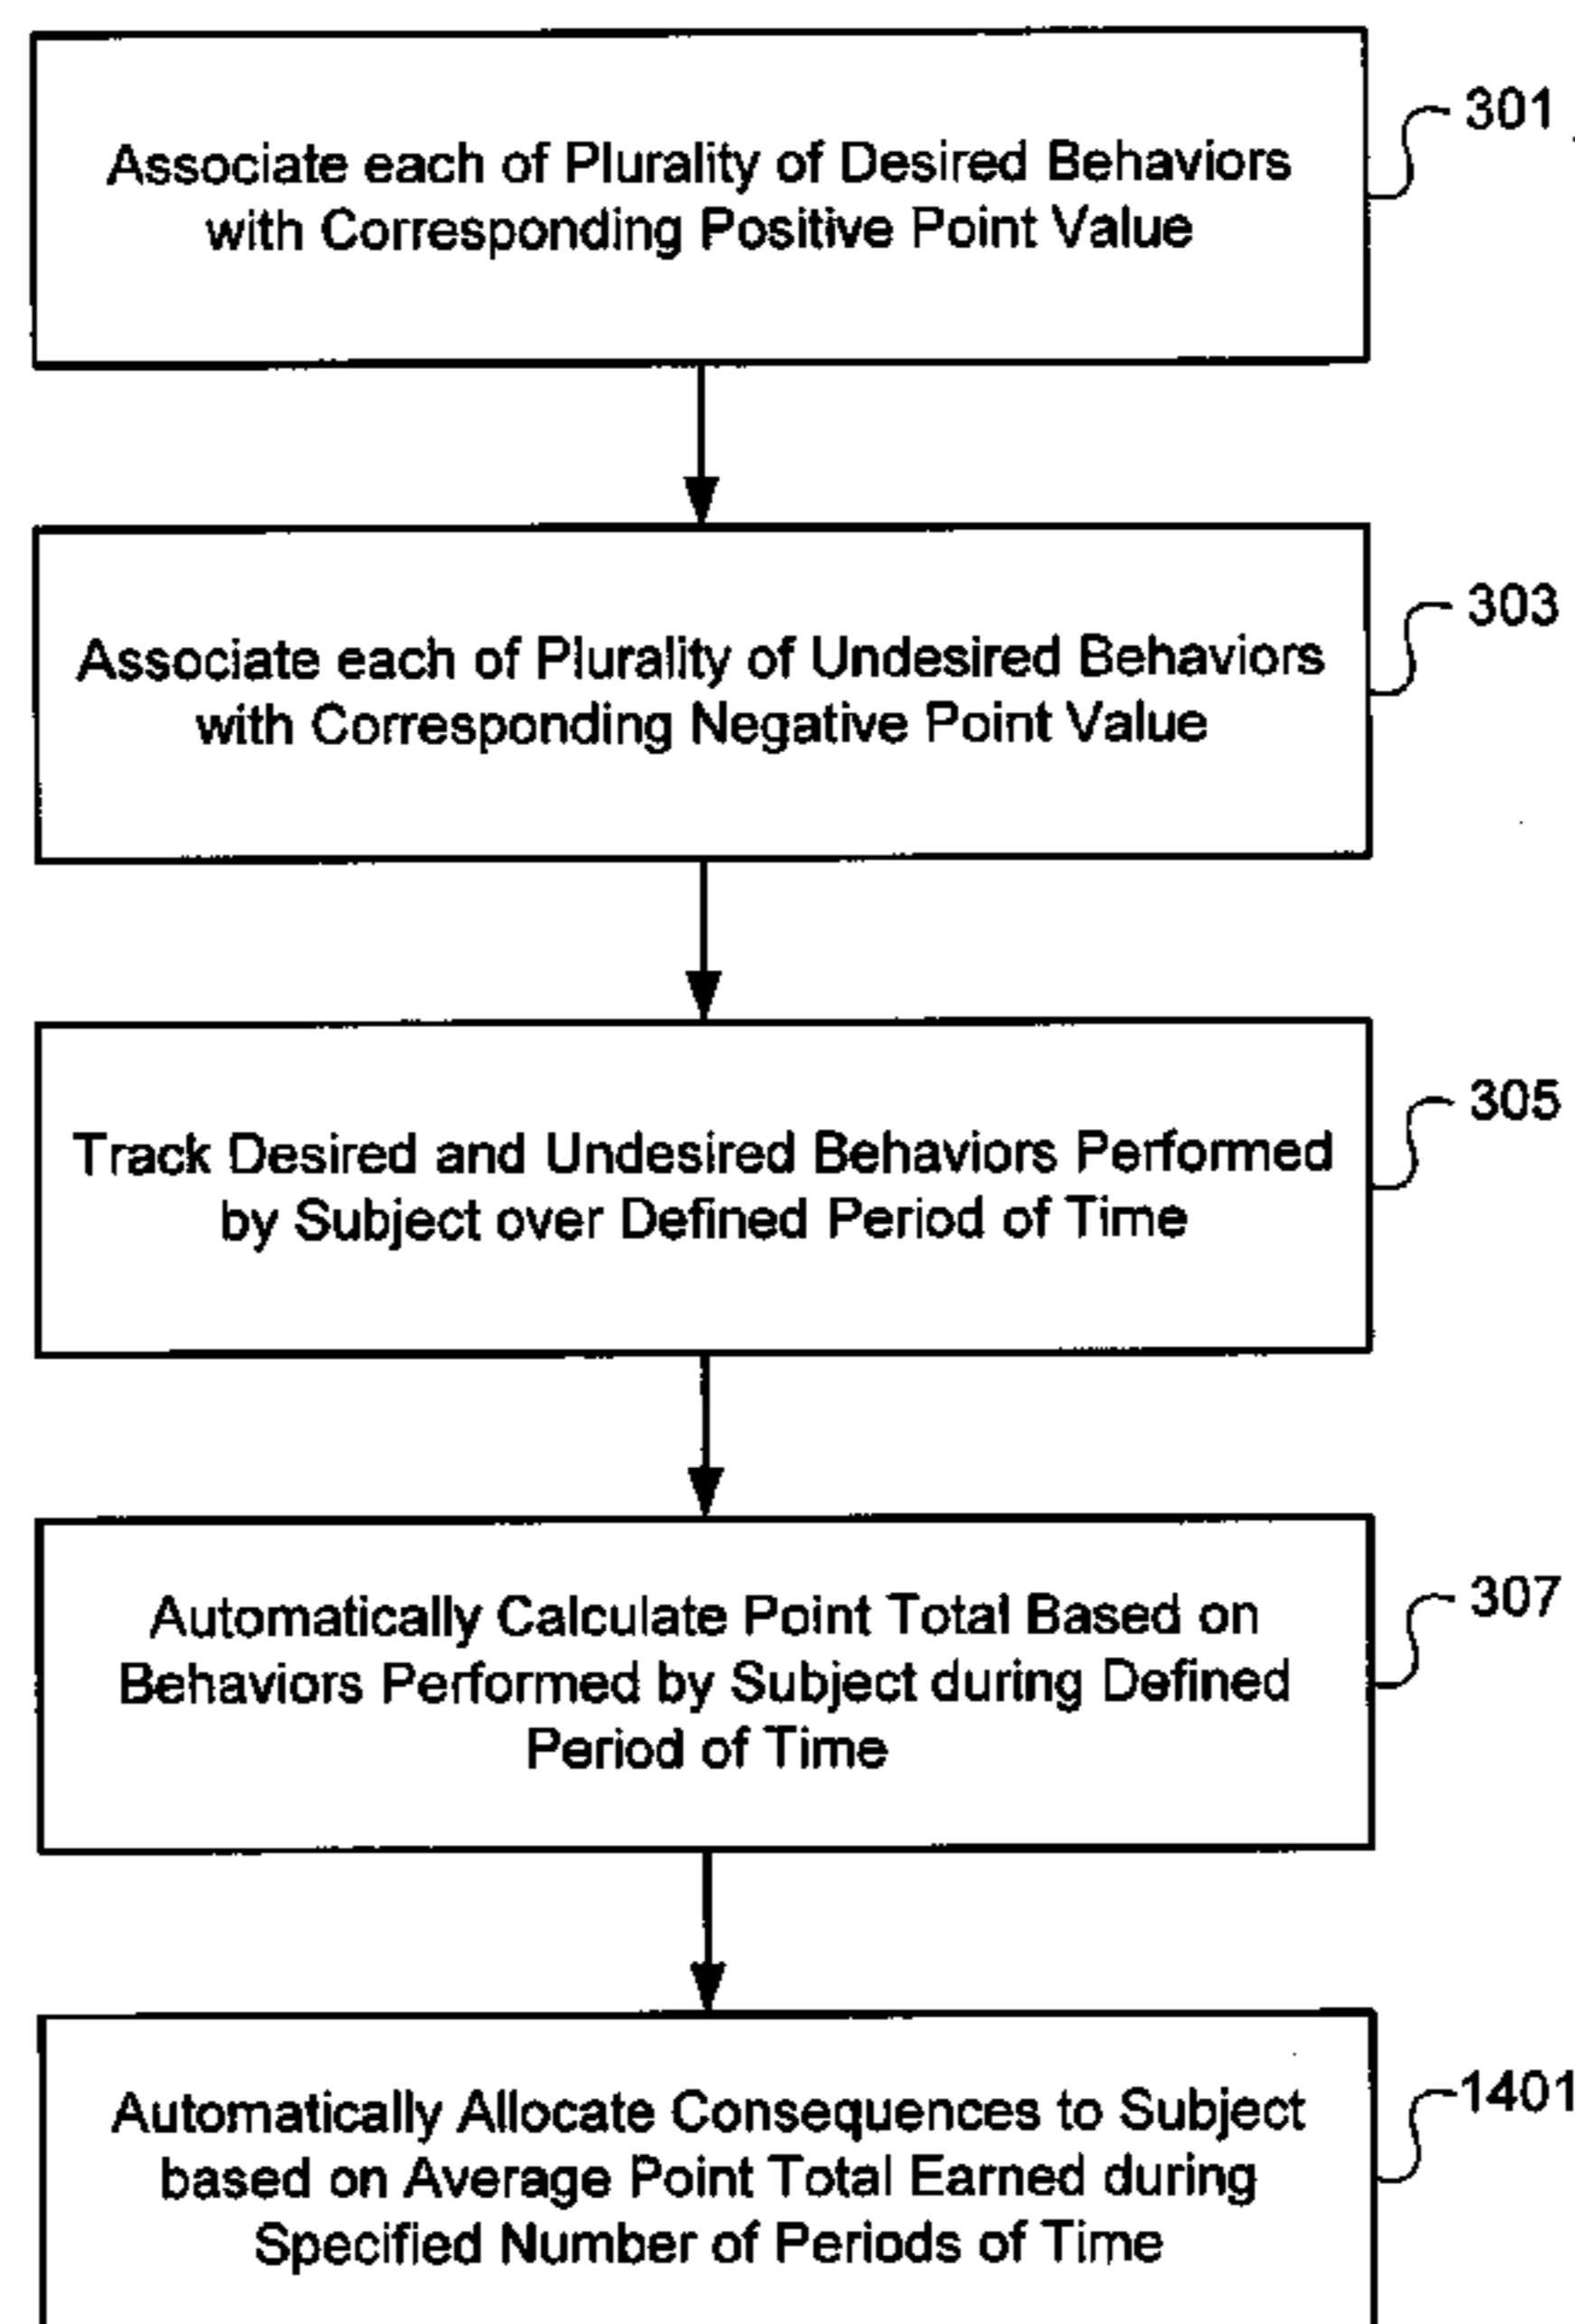 301
Associate each of Plurality of Desired Behaviors
with Corresponding Positive Point Value
303
Associate each of Plurality of Undesired Behaviors
with Corresponding Negative Point Value
305
Track Desired and Undesired Behaviors Performed
by Subject over Defined Period of Time
307
Automatically Calculate Point Total Based on
Behaviors Performed by Subject during Defined
Period of Time
1401
Automatically Allocate Consequences to Subject
based on Average Point Total Earned during
Specified Number of Periods of Time